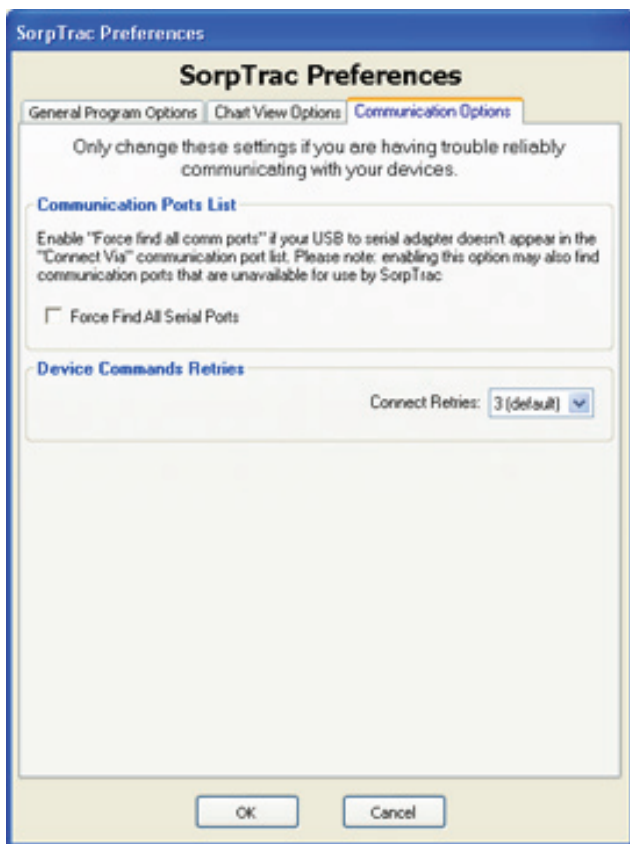 SorpTrac Preferences
SorpTrac Preferences
General Program Options Chart View Options Communication Options
Only change these settings if you are having trouble reliably
communicating with your devices.
Communication Ports List
Enable "Force find all comm ports" if your USB to serial adapter doesn't appear in the
"Connect Via" communication port list. Please note: enabling this option may also find
communication ports that are unavailable for use by SorpTrac
Force Find All Serial Ports
Device Commands Retries
Connect Retries: 3 (default)
OK Cancel